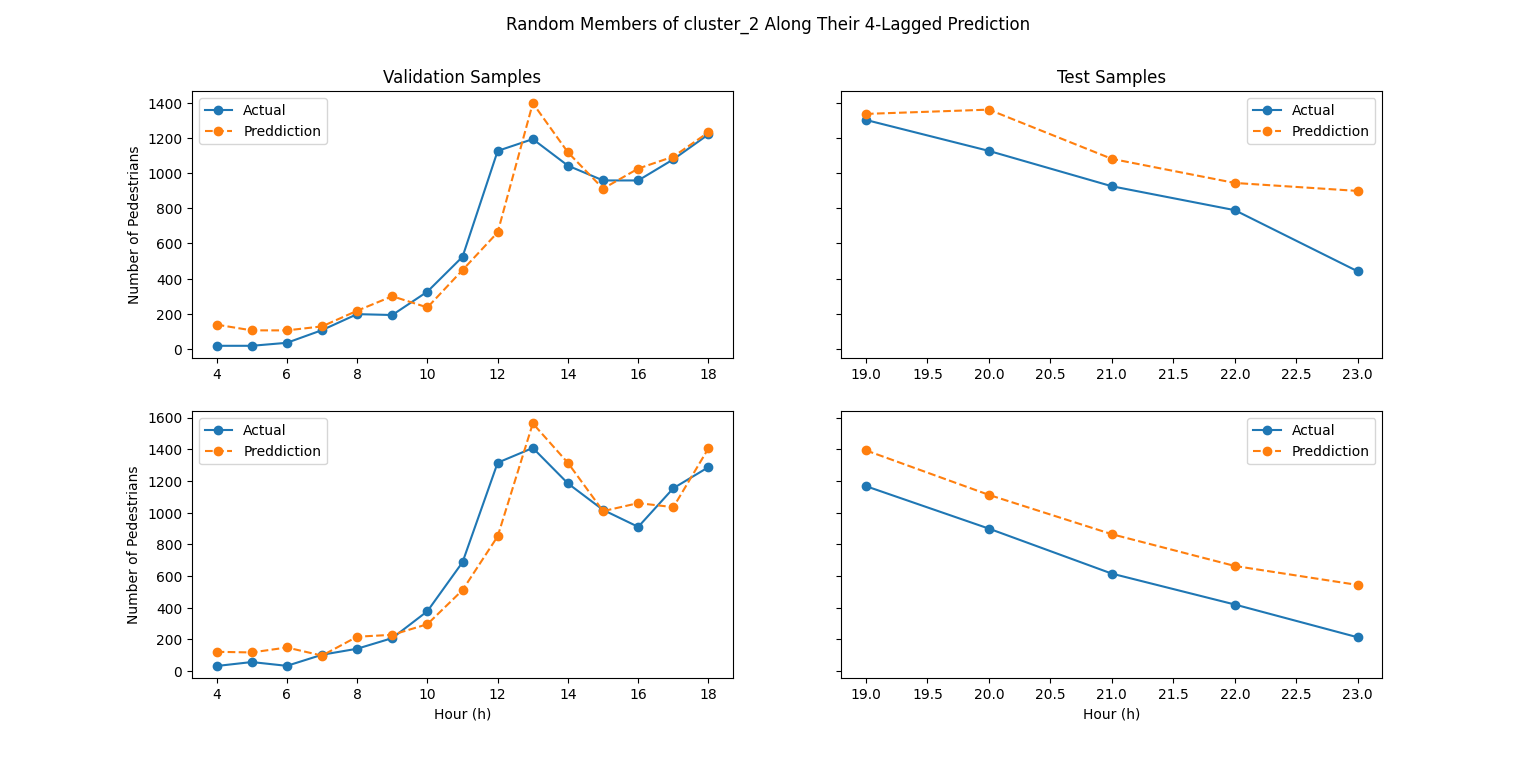 Random Members of cluster_2 Along Their 4-Lagged Prediction
Validation Samples
Actual
Preddiction
Number of Pedestrians
1400
1200
1000
800
600
400
200
0
4 6 8 10 12 14 16 18
Test Samples
Actual
Preddiction
19.0 19.5 20.0 20.5 21.0 21.5 22.0 22.5 23.0
Actual
Preddiction
Number of Pedestrians
1600
1400
1200
1000
800
600
400
200
0
4 6 8 10 12 14 16 18
Hour (h)
Actual
Preddiction
19.0 19.5 20.0 20.5 21.0 21.5 22.0 22.5 23.0
Hour (h)